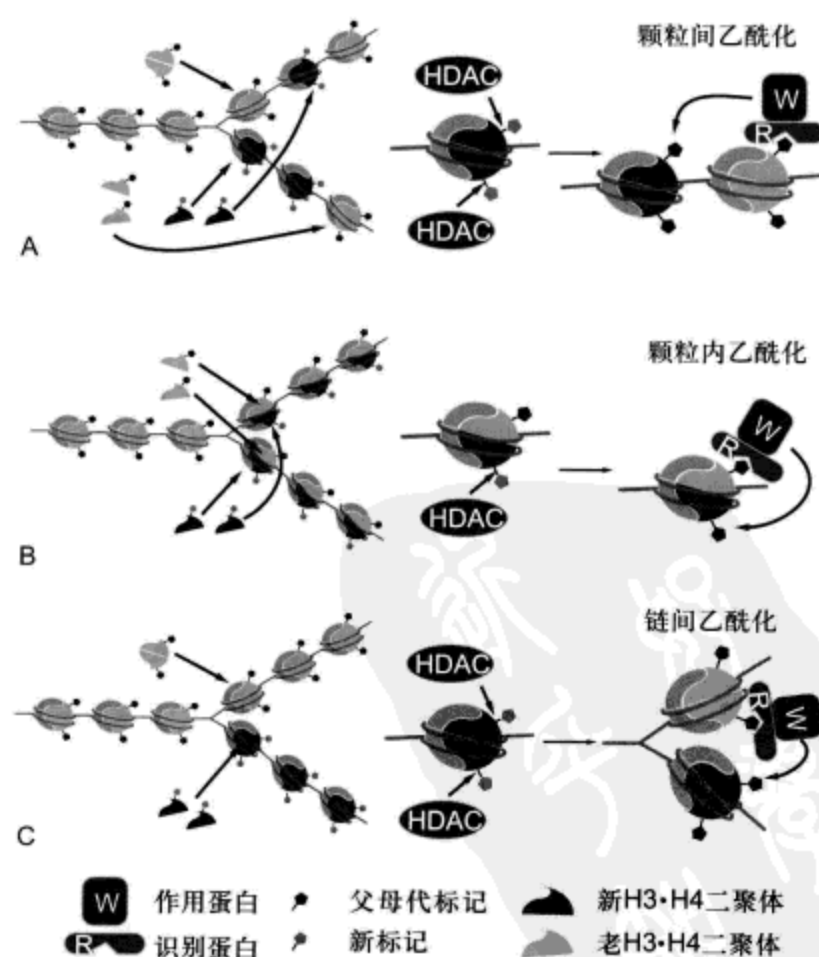 颗粒间乙酰化
HDAC
W
R
HDAC
A
颗粒内乙酰化
W
R
HDAC
B
链间乙酰化
HDAC
R
W
HDAC
C
W 作用蛋白 父母代标记 新H3·H4二聚体
R 识别蛋白 新标记 老H3·H4二聚体